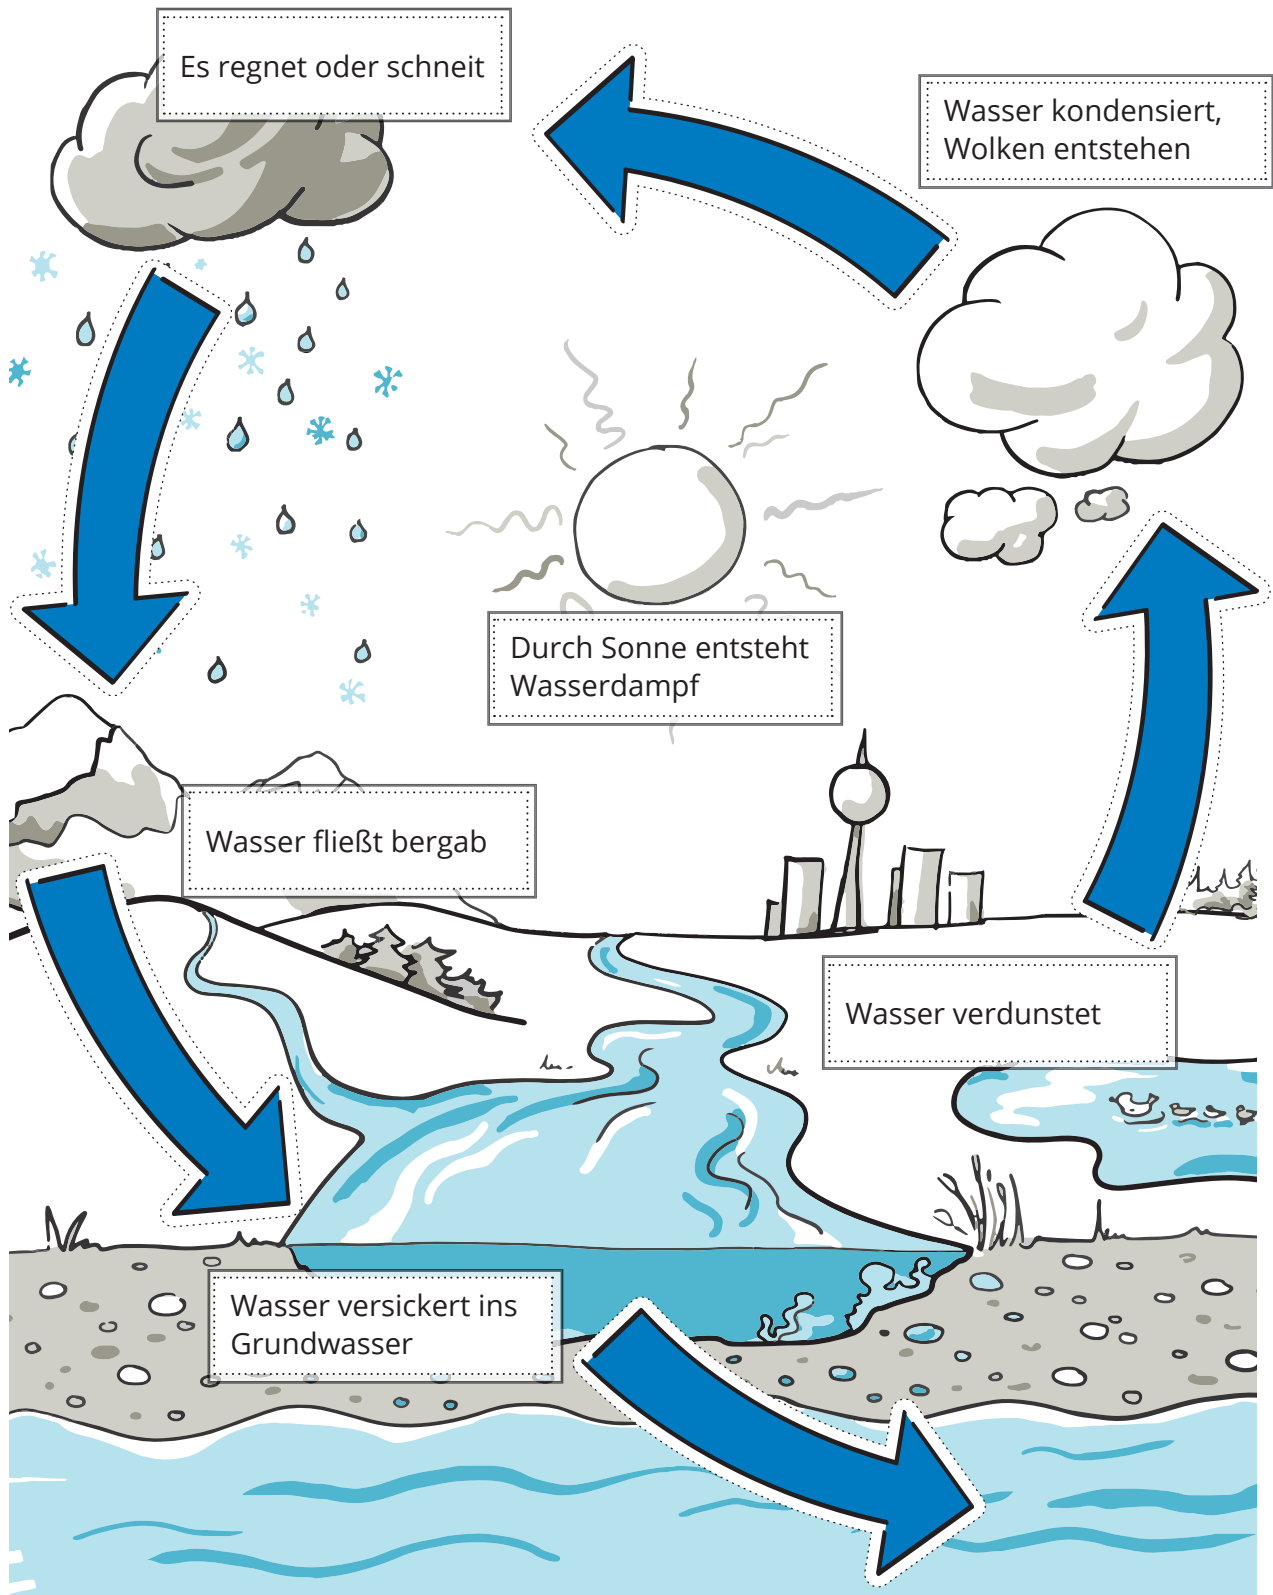 Es regnet oder schneit
Wasser kondensiert,
Wolken entstehen
Durch Sonne entsteht
Wasserdampf
Wasser fließt bergab
Wasser verdunstet
Wasser versickert ins
Grundwasser